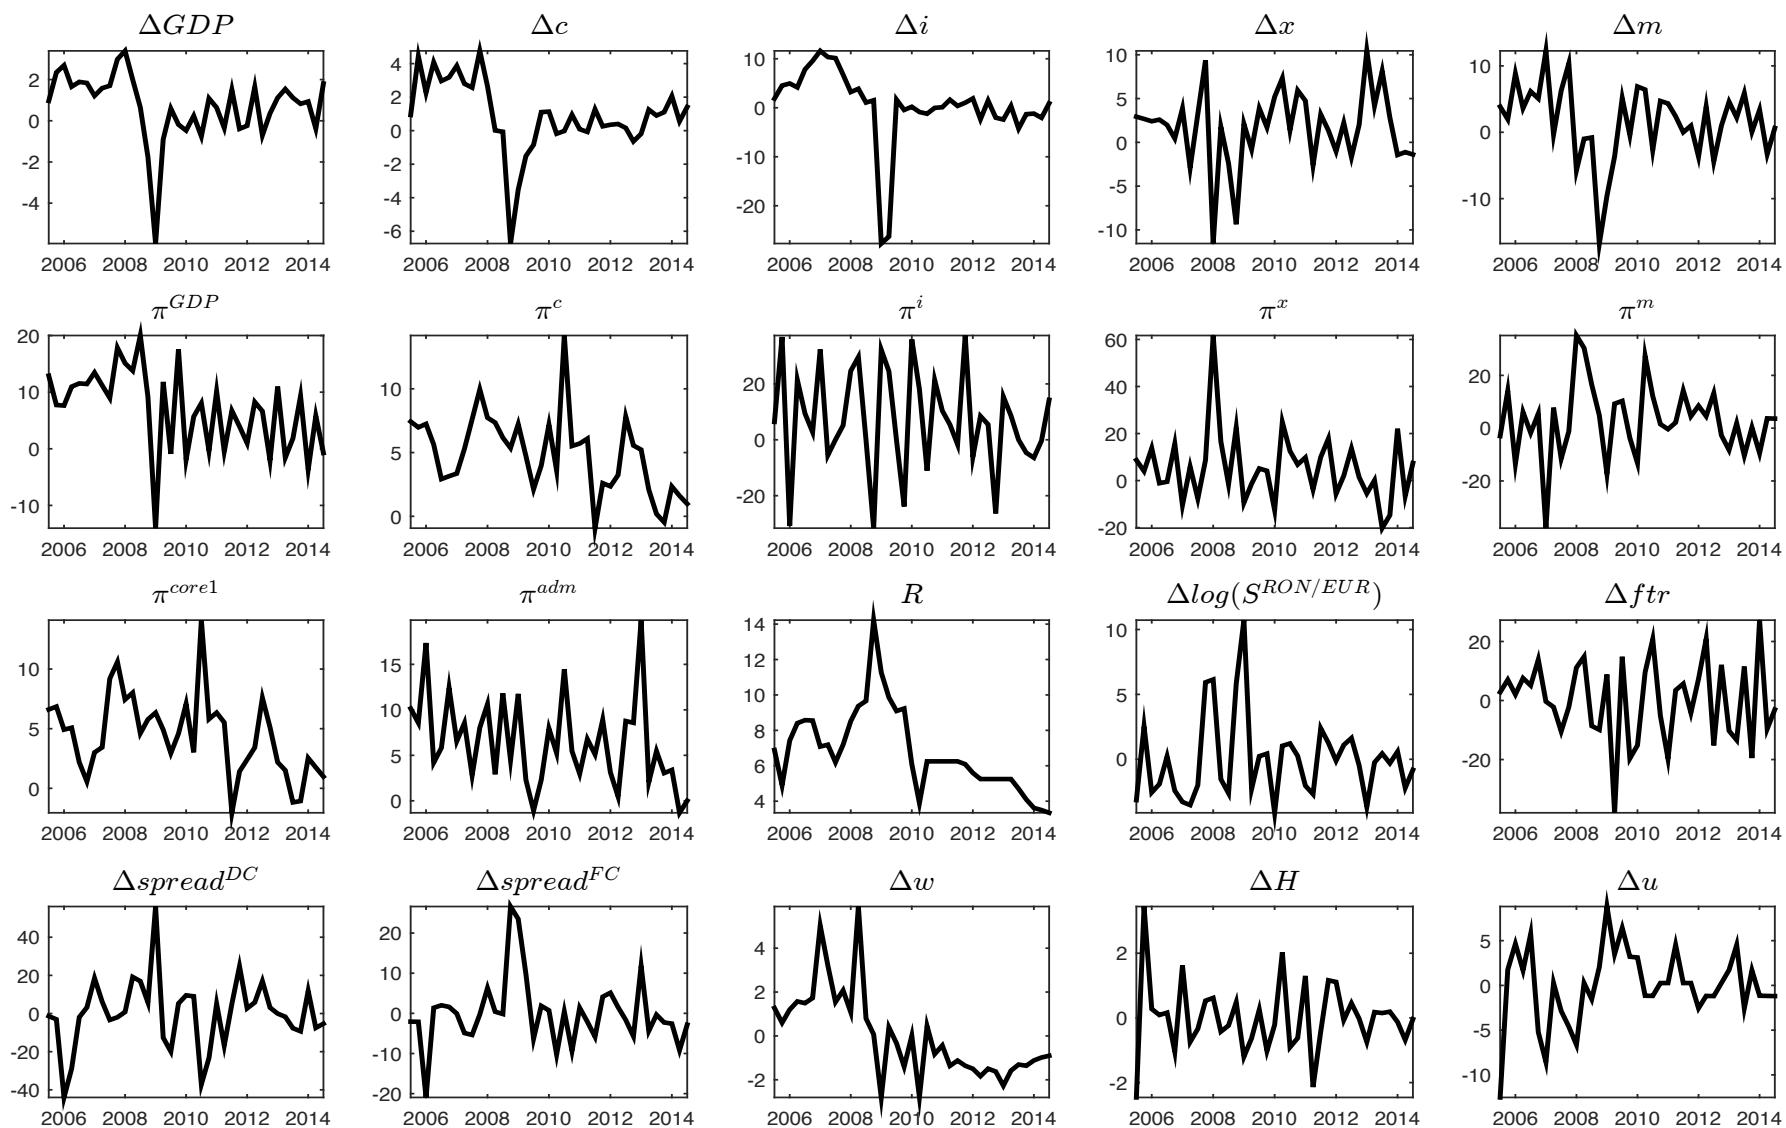 ΔGDP Δc Δi Δx Δm
2 0 -2 -4
4 2 0 -2 -4 -6
10 0 -10 -20
10 5 0 -5 -10
10 0 -10
2006 2008 2010 2012 2014 2006 2008 2010 2012 2014 2006 2008 2010 2012 2014 2006 2008 2010 2012 2014 2006 2008 2010 2012 2014
π^GDP π^c π^i π^x π^m
20 10 0 -10
10 5 0
20 0 -20
60 40 20 0 -20
20 0 -20
2006 2008 2010 2012 2014 2006 2008 2010 2012 2014 2006 2008 2010 2012 2014 2006 2008 2010 2012 2014 2006 2008 2010 2012 2014
π^core1 π^adm R Δlog(S^RON/EUR) Δftr
10 5 0
15 10 5 0
14 12 10 8 6 4
10 5 0
20 0 -20
2006 2008 2010 2012 2014 2006 2008 2010 2012 2014 2006 2008 2010 2012 2014 2006 2008 2010 2012 2014 2006 2008 2010 2012 2014
Δspread^DC Δspread^FC Δw ΔH Δu
40 20 0 -20 -40
20 10 0 -10 -20
4 2 0 -2
2 0 -2
5 0 -5 -10
2006 2008 2010 2012 2014 2006 2008 2010 2012 2014 2006 2008 2010 2012 2014 2006 2008 2010 2012 2014 2006 2008 2010 2012 2014